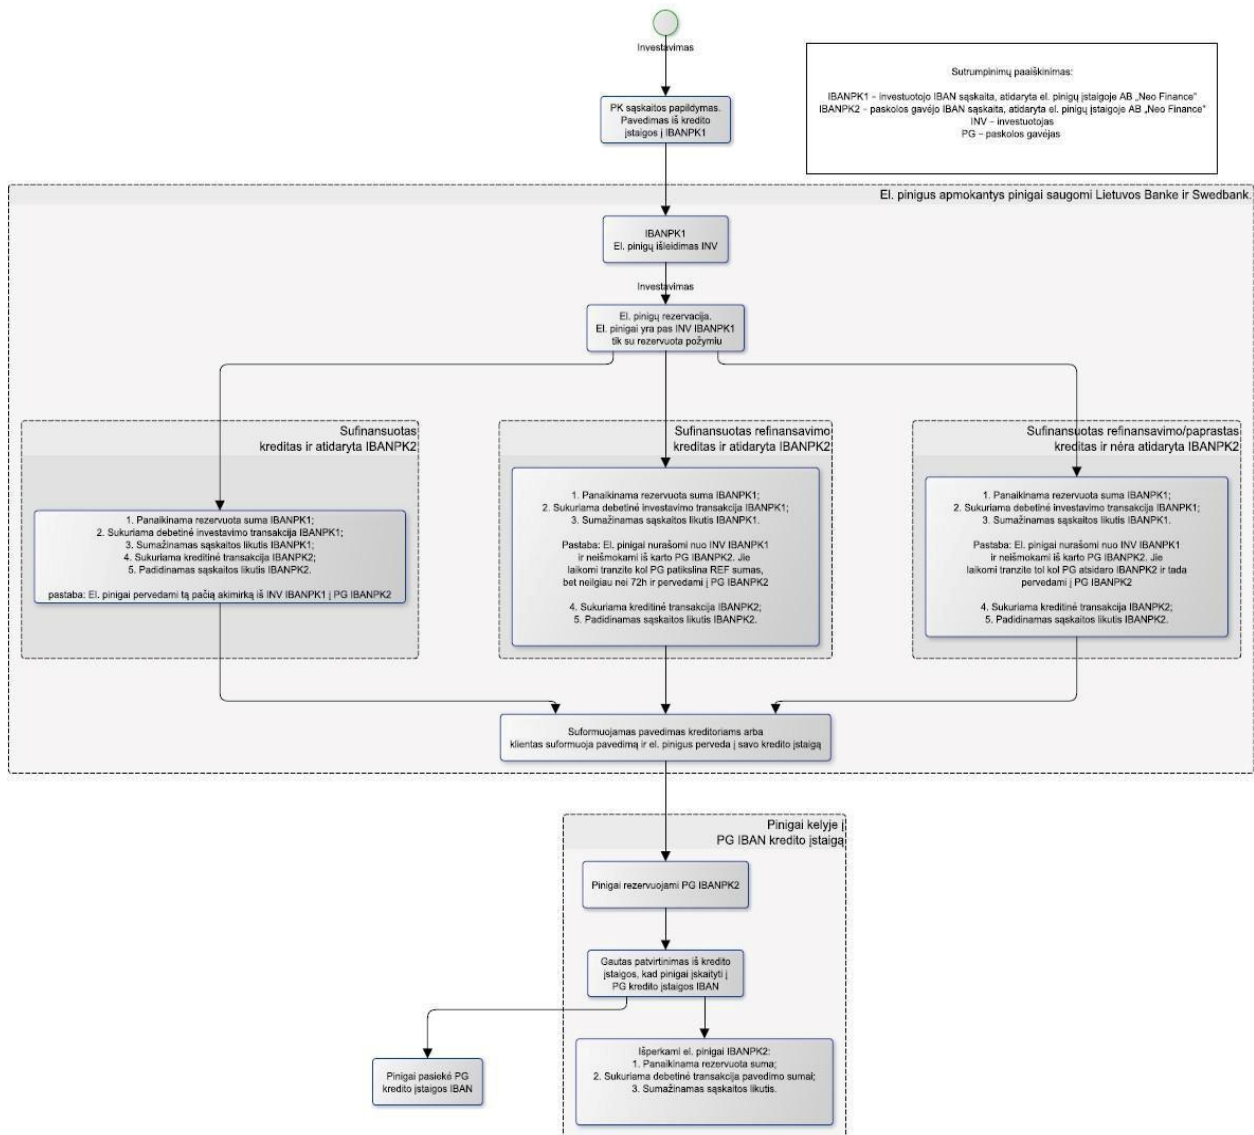 Investavimas
Sutrumpinimų paaiškinimas:
IBANPK1 – investuotojo IBAN sąskaita, atidaryta el. pinigų įstaigoje AB „Neo Finance"
IBANPK2 – paskolos gavėjo IBAN sąskaita, atidaryta el. pinigų įstaigoje AB „Neo Finance"
INV – investuotojas
PG – paskolos gavėjas
PK sąskaitos papildymas.
Pavedimas iš kredito
įstaigos į IBANPK1
El. pinigus apmokantys pinigai saugomi Lietuvos Banke ir Swedbank.
IBANPK1
El. pinigų išleidimas INV
Investavimas
El. pinigų rezervacija.
El. pinigai yra pas INV IBANPK1
tik su rezervuota požymiu
Sufinansuotas
kreditas ir atidaryta IBANPK2
1. Panaikinama rezervuota suma IBANPK1;
2. Sukuriama debetinė investavimo transakcija IBANPK1;
3. Sumažinamas sąskaitos likutis IBANPK1;
4. Sukuriama kreditinė transakcija IBANPK2;
5. Padidinamas sąskaitos likutis IBANPK2.
pastaba: El. pinigai pervedami tą pačią akimirką iš INV IBANPK1 į PG IBANPK2
Sufinansuotas refinansavimo
kreditas ir atidaryta IBANPK2
1. Panaikinama rezervuota suma IBANPK1;
2. Sukuriama debetinė investavimo transakcija IBANPK1;
3. Sumažinamas sąskaitos likutis IBANPK1.
Pastaba: El. pinigai nurašomi nuo INV IBANPK1
ir neišmokami iš karto PG IBANPK2. Jie
laikomi tranzite kol PG patikslina REF sumas,
bet neilgiau nei 72h ir pervedami į PG IBANPK2
4. Sukuriama kreditinė transakcija IBANPK2;
5. Padidinamas sąskaitos likutis IBANPK2.
Sufinansuotas refinansavimo/paprastas
kreditas ir nėra atidaryta IBANPK2
1. Panaikinama rezervuota suma IBANPK1;
2. Sukuriama debetinė investavimo transakcija IBANPK1;
3. Sumažinamas sąskaitos likutis IBANPK1.
Pastaba: El. pinigai nurašomi nuo INV IBANPK1
ir neišmokami iš karto PG IBANPK2. Jie
laikomi tranzite tol kol PG atsidaro IBANPK2 ir tada
pervedami į PG IBANPK2
4. Sukuriama kreditinė transakcija IBANPK2;
5. Padidinamas sąskaitos likutis IBANPK2.
Suformuojamas pavedimas kreditoriams arba
klientas suformuoja pavedimą ir el. pinigus perveda į savo kredito įstaigą
Pinigai kelyje į
PG IBAN kredito įstaigą
Pinigai rezervuojami PG IBANPK2
Gautas patvirtinimas iš kredito
įstaigos, kad pinigai įskaityti į
PG kredito įstaigos IBAN
Pinigai pasiekė PG
kredito įstaigos IBAN
Išperkami el. pinigai IBANPK2:
1. Panaikinama rezervuota suma;
2. Sukuriama debetinė transakcija pavedimo sumai;
3. Sumažinamas sąskaitos likutis.